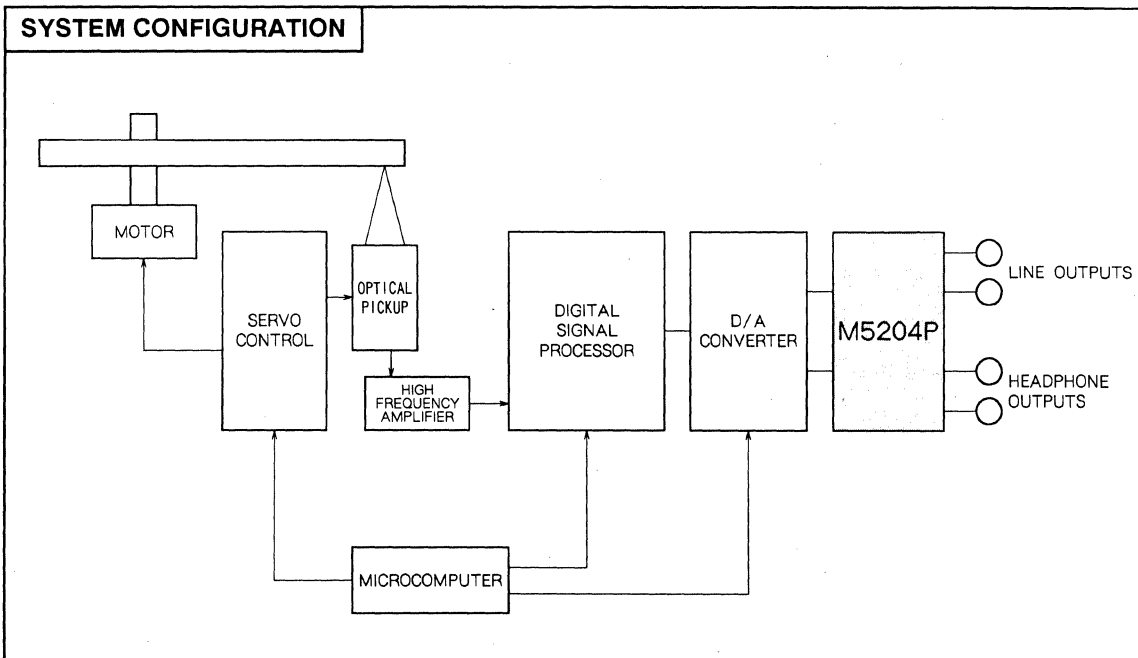 SYSTEM CONFIGURATION
MOTOR
SERVO
CONTROL
OPTICAL
PICKUP
HIGH
FREQUENCY
AMPLIFIER
DIGITAL
SIGNAL
PROCESSOR
D/A
CONVERTER
M5204P
LINE OUTPUTS
HEADPHONE
OUTPUTS
MICROCOMPUTER